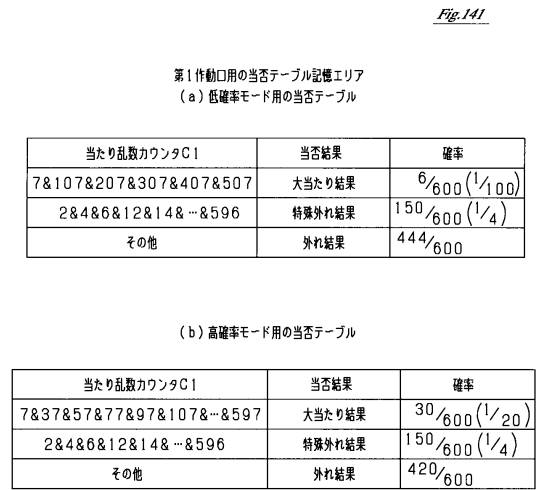 Fig.141
第1作動口用の当否テーブル記憶エリア
(a)低確率モード用の当否テーブル
当たり乱数カウンタC1 当否結果 確率
7&107&207&307&407&507 大当たり結果 6/600(1/100)
2&4&6&12&14&…&596 特殊外れ結果 150/600(1/4)
その他 外れ結果 444/600
(b)高確率モード用の当否テーブル
当たり乱数カウンタC1 当否結果 確率
7&37&57&77&97&107&…&597 大当たり結果 30/600(1/20)
2&4&6&12&14&…&596 特殊外れ結果 150/600(1/4)
その他 外れ結果 420/600